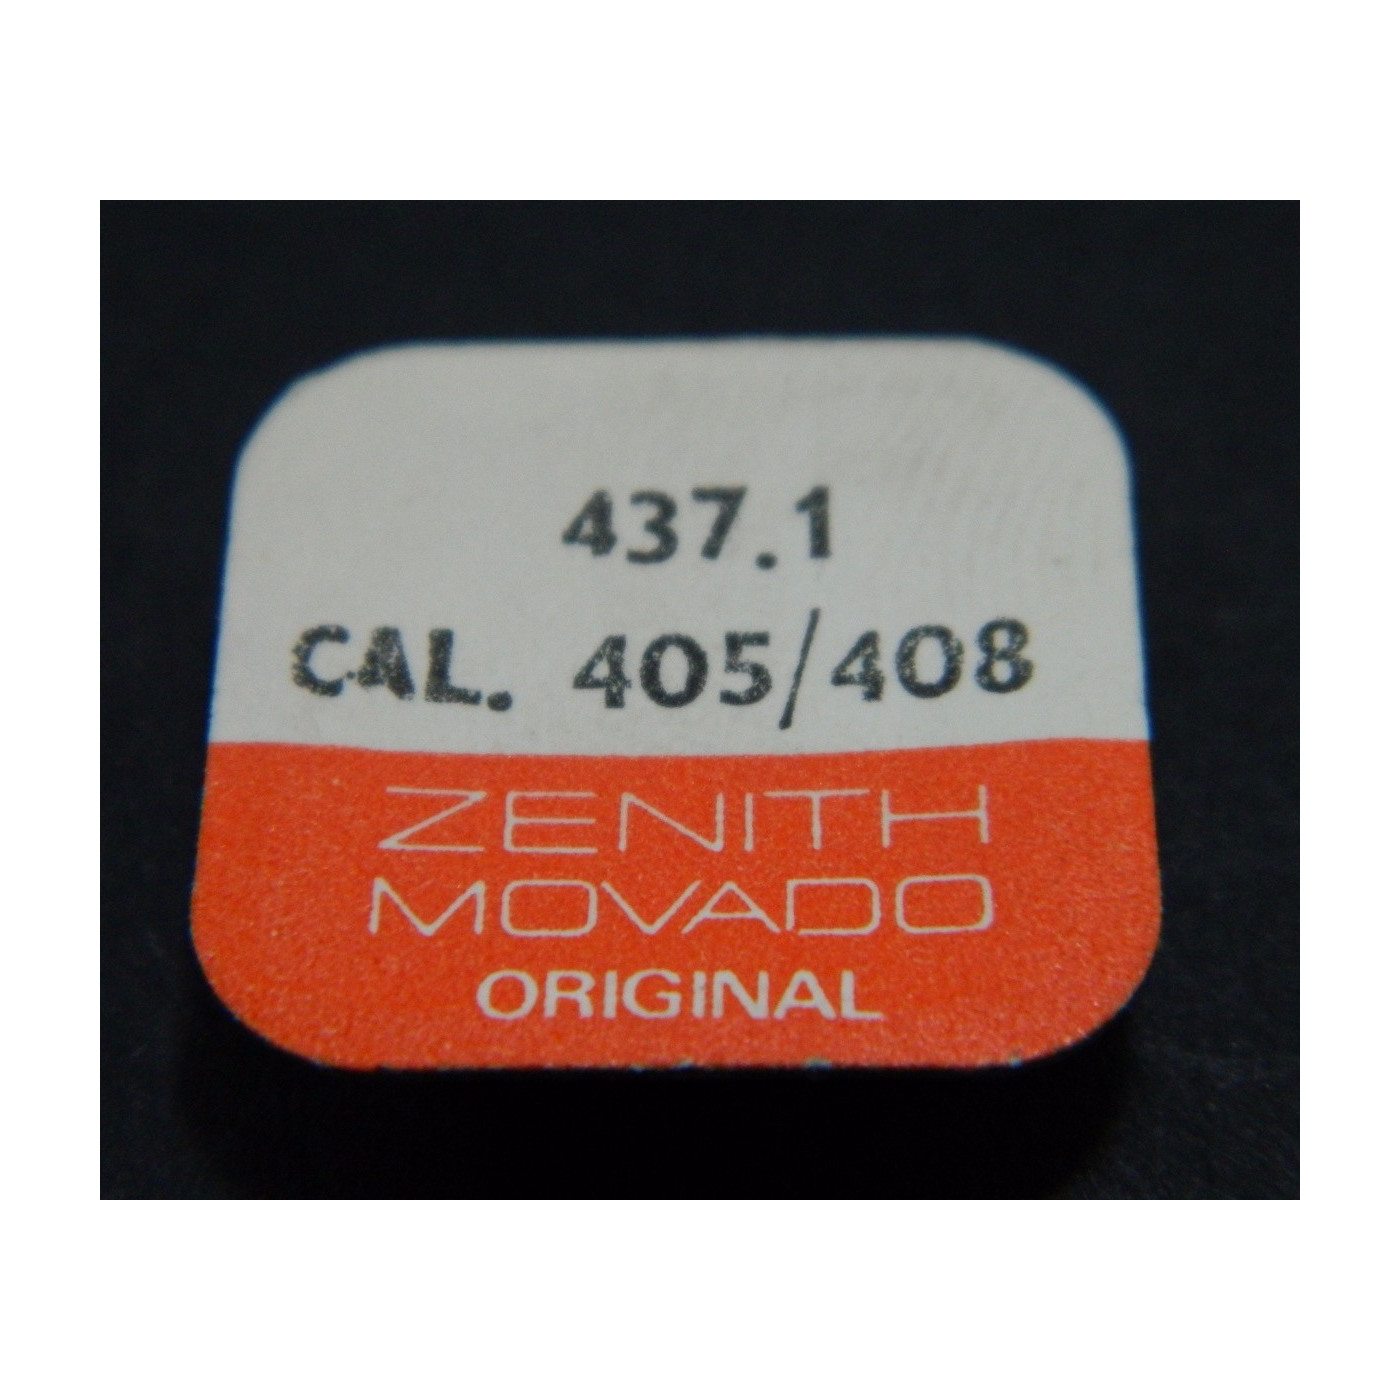 437.1
CAL. 405/408
ZENITH
MOVADO
ORIGINAL